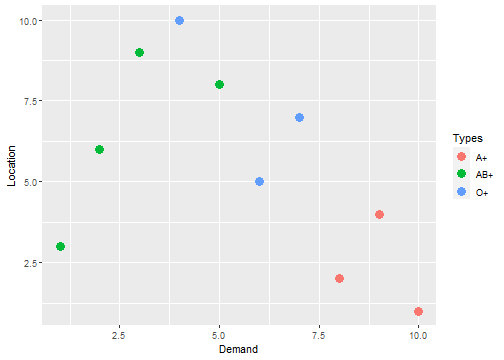 10.0
7.5
5.0
2.5
Location
2.5 5.0 7.5 10.0
Demand
Types
A+
AB+
O+